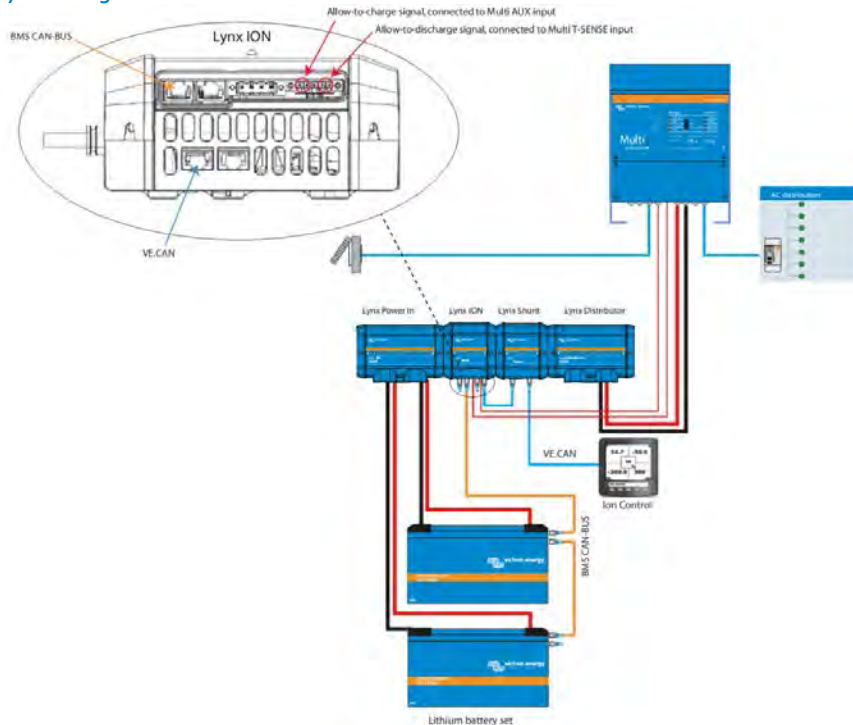 Allow-to-charge signal, connected to Multi AUX input
Allow-to-discharge signal, connected to Multi T-SENSE input
BMS CAN-BUS
Lynx ION
VE.CAN
Multi
AC distribution
Lynx Power In
Lynx ION
Lynx Shunt
Lynx Distributor
VE.CAN
Ion Control
BMS CAN-BUS
victron energy
victron energy
Lithium battery set